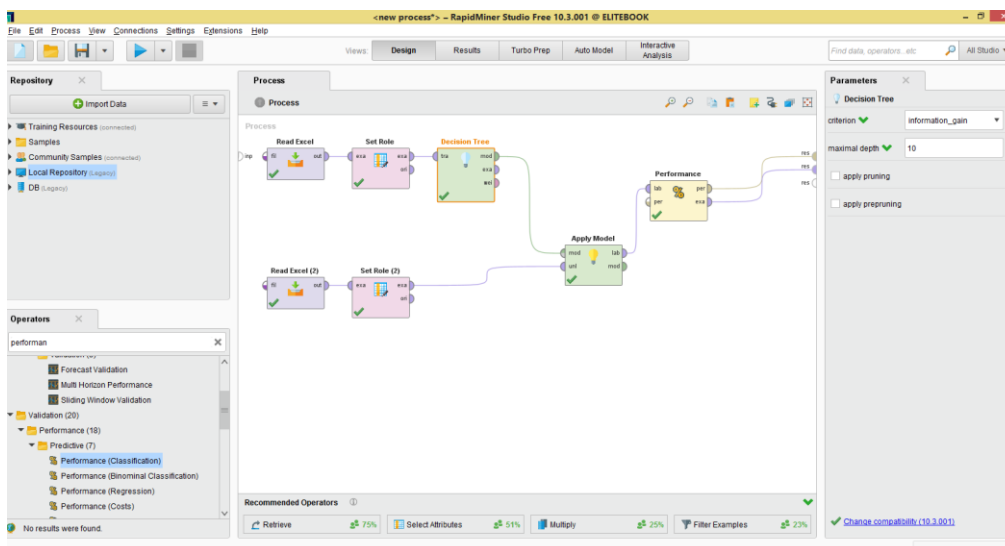 <new process*> – RapidMiner Studio Free 10.3.001 @ ELITEBOOK
File Edit Process View Connections Settings Extensions Help
Views: Design Results Turbo Prep Auto Model Interactive Analysis
Find data, operators...etc All Studio
Repository
Import Data
Training Resources (connected)
Samples
Community Samples (connected)
Local Repository (Legacy)
DB (Legacy)
Operators
performan
Forecast Validation
Multi Horizon Performance
Sliding Window Validation
Validation (20)
Performance (18)
Predictive (7)
Performance (Classification)
Performance (Binominal Classification)
Performance (Regression)
Performance (Costs)
No results were found.
Process
Process
Process
Read Excel
Set Role
Decision Tree
inp
fil out
exa exa
ori
tra mod
exa
wei
res
res
res
Performance
lab per
per exa
Apply Model
mod lab
unl mod
Read Excel (2)
Set Role (2)
fil out
exa exa
ori
Recommended Operators
Retrieve 75%
Select Attributes 51%
Multiply 25%
Filter Examples 23%
Parameters
Decision Tree
criterion information_gain
maximal depth 10
apply pruning
apply prepruning
Change compatibility (10.3.001)